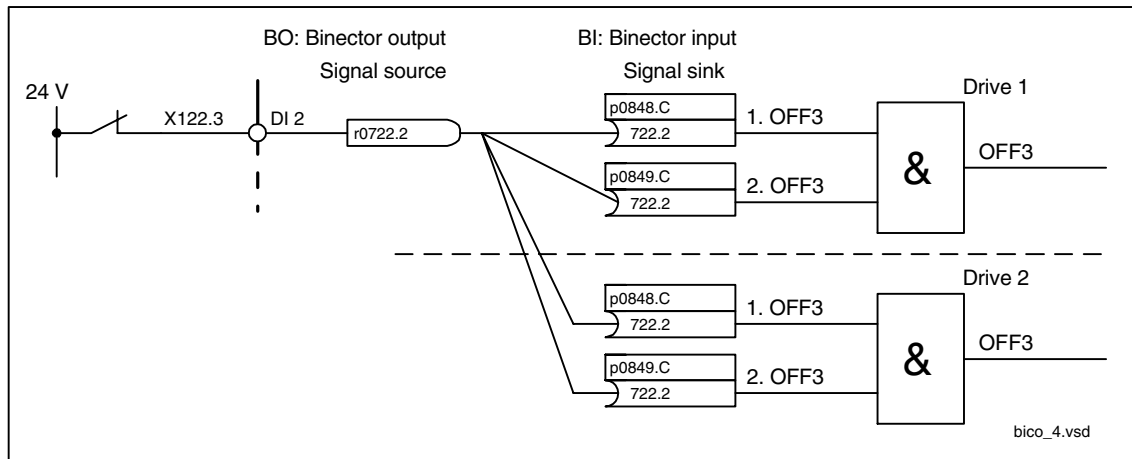 BO: Binector output
Signal source
BI: Binector input
Signal sink
24 V
X122.3
DI 2
r0722.2
Drive 1
p0848.C
722.2
1. OFF3
p0849.C
722.2
2. OFF3
&
OFF3
Drive 2
p0848.C
722.2
1. OFF3
p0849.C
722.2
2. OFF3
&
OFF3
bico_4.vsd